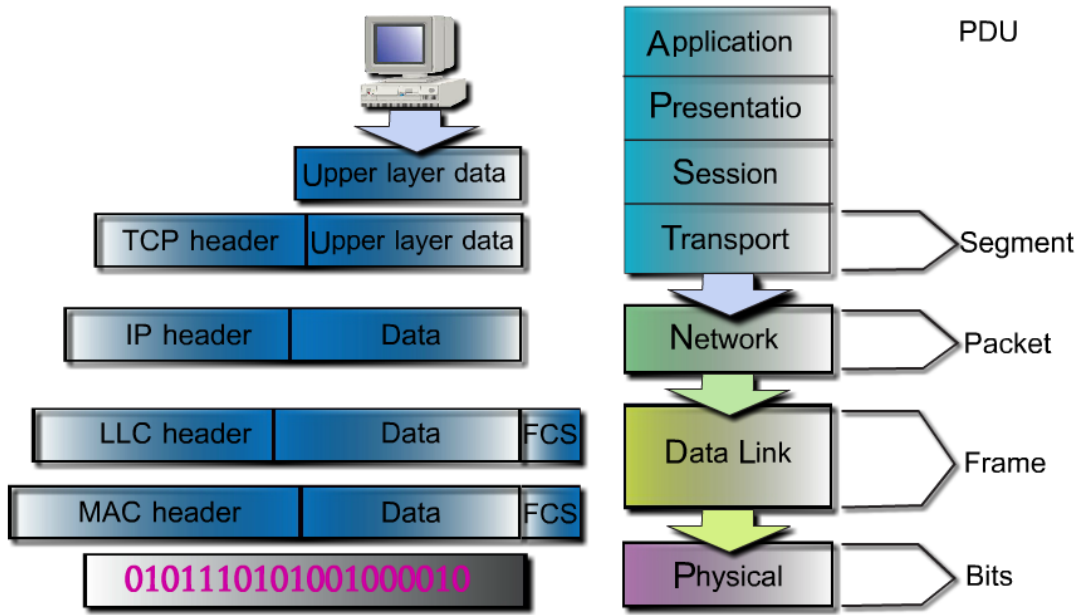 PDU
Application
Presentatio
Session
Transport
Segment
Network
Packet
Data Link
Frame
Physical
Bits
Upper layer data
TCP header Upper layer data
IP header Data
LLC header Data FCS
MAC header Data FCS
0101110101001000010